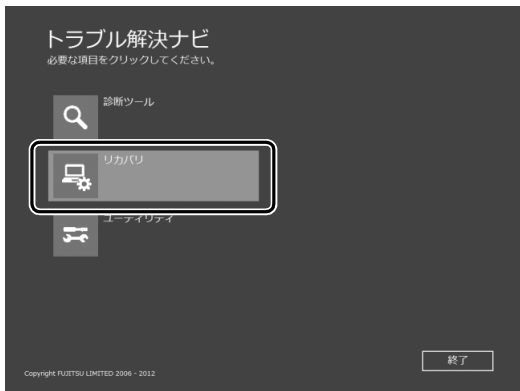 トラブル解決ナビ
必要な項目をクリックしてください。
診断ツール
リカバリ
ユーティリティ
終了
Copyright FUJITSU LIMITED 2006 - 2012